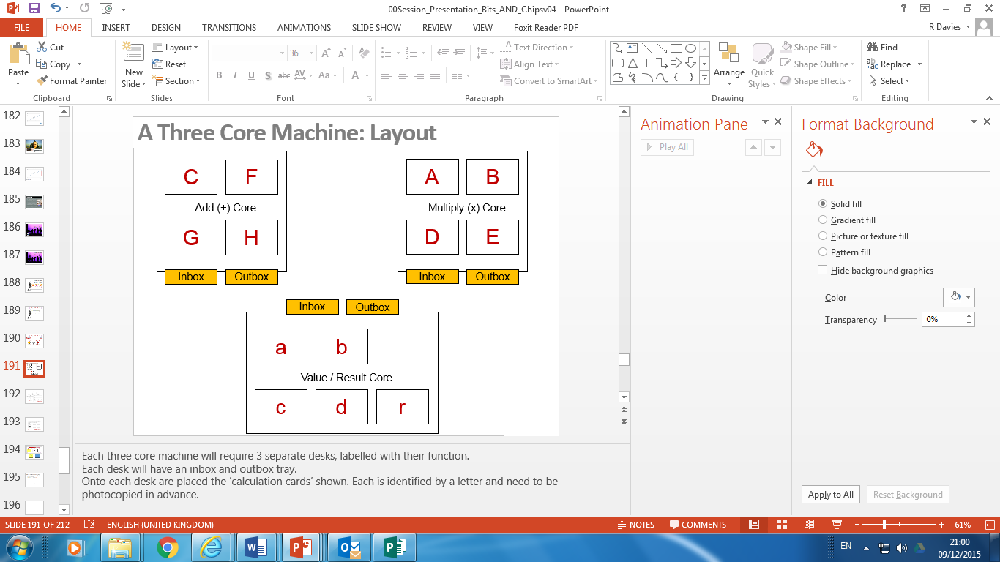 00Session_Presentation_Bits_AND_Chipsv04 - PowerPoint
FILE HOME INSERT DESIGN TRANSITIONS ANIMATIONS SLIDE SHOW REVIEW VIEW Foxit Reader PDF R Davies
Paste
Cut
Copy
Format Painter
Clipboard
New Slide
Layout
Reset
Section
Slides
36
Font
Text Direction
Align Text
Convert to SmartArt
Paragraph
Arrange
Quick Styles
Shape Fill
Shape Outline
Shape Effects
Drawing
Find
Replace
Select
Editing
182
183
184
185
186
187
188
189
190
191
192
193
194
195
196
A Three Core Machine: Layout
C F
Add (+) Core
G H
Inbox Outbox
A B
Multiply (x) Core
D E
Inbox Outbox
Inbox Outbox
a b
Value / Result Core
c d r
Each three core machine will require 3 separate desks, labelled with their function.
Each desk will have an inbox and outbox tray.
Onto each desk are placed the ‘calculation cards’ shown. Each is identified by a letter and need to be
photocopied in advance.
Animation Pane
Play All
Format Background
FILL
Solid fill
Gradient fill
Picture or texture fill
Pattern fill
Hide background graphics
Color
Transparency 0%
Apply to All Reset Background
SLIDE 191 OF 212 ENGLISH (UNITED KINGDOM) NOTES COMMENTS 61%
EN 21:00
09/12/2015